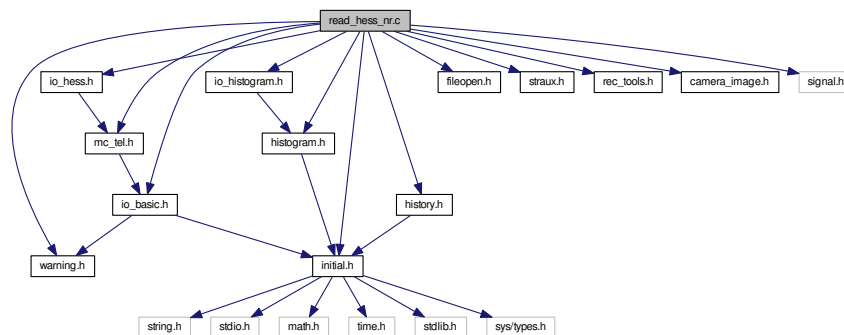 read_hess_nr.c
io_hess.h
io_histogram.h
fileopen.h
straux.h
rec_tools.h
camera_image.h
signal.h
mc_tel.h
histogram.h
io_basic.h
history.h
warning.h
initial.h
string.h
stdio.h
math.h
time.h
stdlib.h
sys/types.h